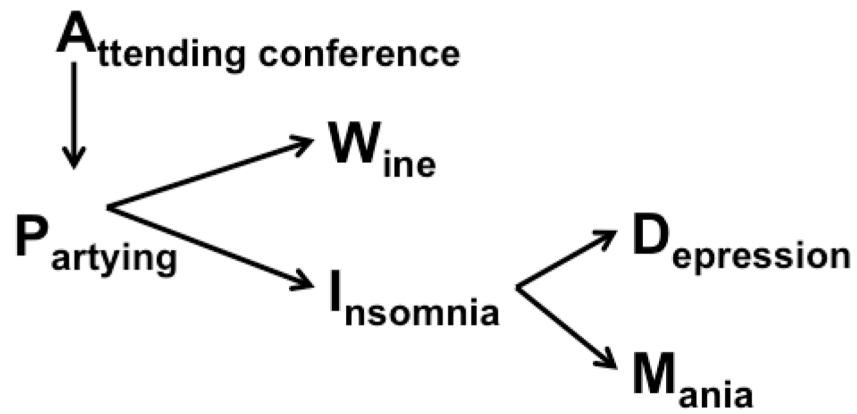 Attending conference
Wine
Partying
Depression
Insomnia
Mania